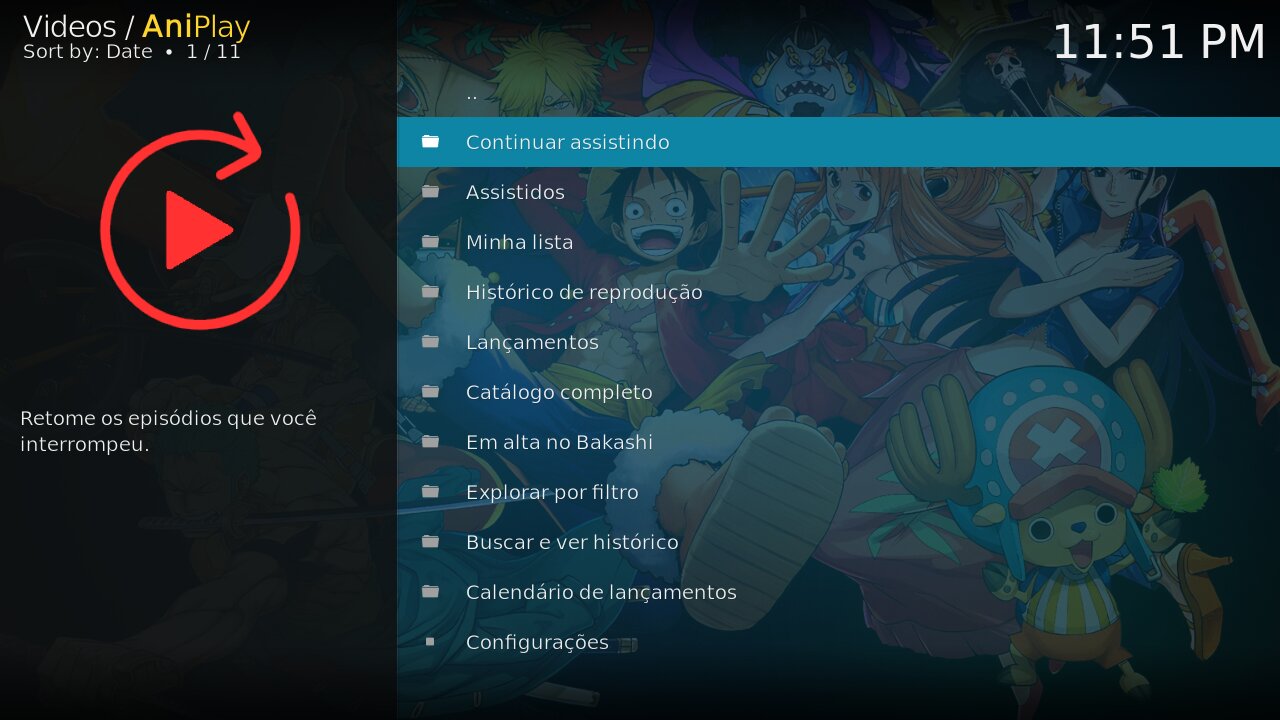 Videos / AniPlay
Sort by: Date • 1 / 11
11:51 PM
..
Continuar assistindo
Assistidos
Minha lista
Histórico de reprodução
Lançamentos
Catálogo completo
Em alta no Bakashi
Explorar por filtro
Buscar e ver histórico
Calendário de lançamentos
Configurações
Retome os episódios que você
interrompeu.